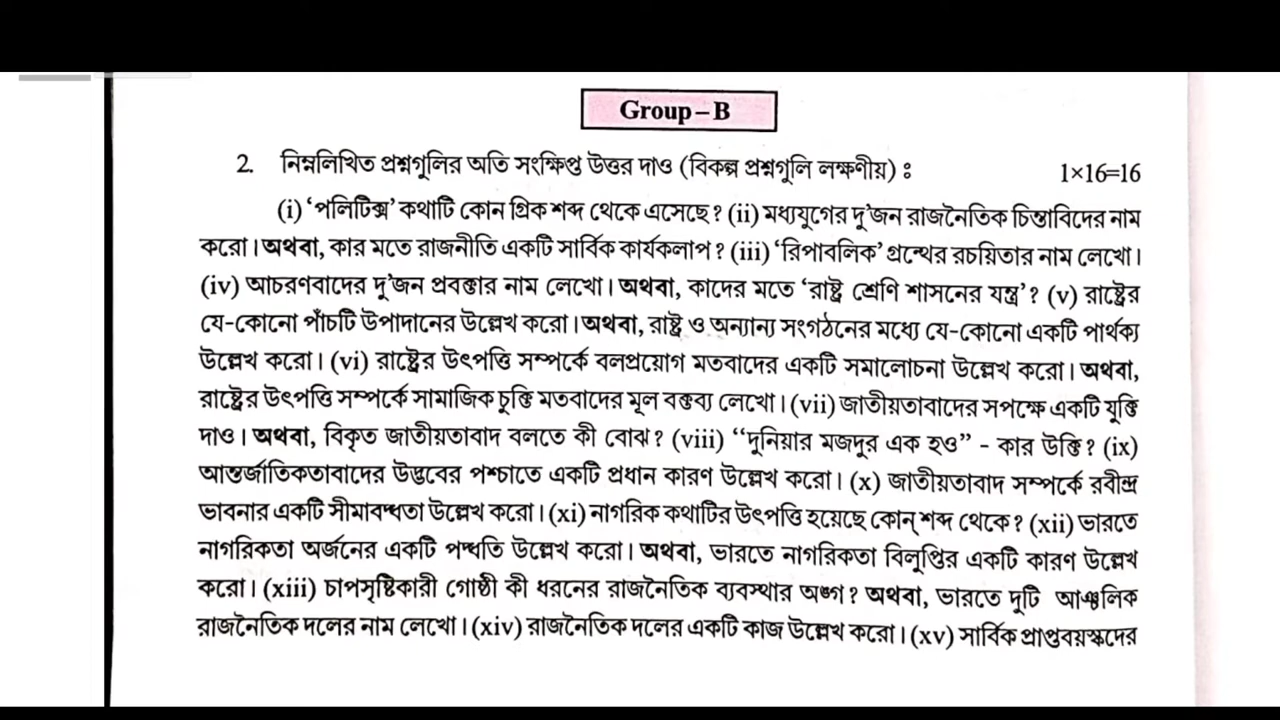 Group – B
2. নিম্নলিখিত প্রশ্নগুলির অতি সংক্ষিপ্ত উত্তর দাও (বিকল্প প্রশ্নগুলি লক্ষণীয়) ঃ 1×16=16
(i) ‘পলিটিক্স’ কথাটি কোন গ্রিক শব্দ থেকে এসেছে? (ii) মধ্যযুগের দু’জন রাজনৈতিক চিন্তাবিদের নাম
করো। অথবা, কার মতে রাজনীতি একটি সার্বিক কার্যকলাপ? (iii) ‘রিপাবলিক’ গ্রন্থের রচয়িতার নাম লেখো।
(iv) আচরণবাদের দু’জন প্রবক্তার নাম লেখো। অথবা, কাদের মতে ‘রাষ্ট্র শ্রেণি শাসনের যন্ত্র’? (v) রাষ্ট্রের
যে-কোনো পাঁচটি উপাদানের উল্লেখ করো। অথবা, রাষ্ট্র ও অন্যান্য সংগঠনের মধ্যে যে-কোনো একটি পার্থক্য
উল্লেখ করো। (vi) রাষ্ট্রের উৎপত্তি সম্পর্কে বলপ্রয়োগ মতবাদের একটি সমালোচনা উল্লেখ করো। অথবা,
রাষ্ট্রের উৎপত্তি সম্পর্কে সামাজিক চুক্তি মতবাদের মূল বক্তব্য লেখো। (vii) জাতীয়তাবাদের সপক্ষে একটি যুক্তি
দাও। অথবা, বিকৃত জাতীয়তাবাদ বলতে কী বোঝ? (viii) “দুনিয়ার মজদুর এক হও” - কার উক্তি? (ix)
আন্তর্জাতিকতাবাদের উদ্ভবের পশ্চাতে একটি প্রধান কারণ উল্লেখ করো। (x) জাতীয়তাবাদ সম্পর্কে রবীন্দ্র
ভাবনার একটি সীমাবদ্ধতা উল্লেখ করো। (xi) নাগরিক কথাটির উৎপত্তি হয়েছে কোন্ শব্দ থেকে? (xii) ভারতে
নাগরিকতা অর্জনের একটি পদ্ধতি উল্লেখ করো। অথবা, ভারতে নাগরিকতা বিলুপ্তির একটি কারণ উল্লেখ
করো। (xiii) চাপসৃষ্টিকারী গোষ্ঠী কী ধরনের রাজনৈতিক ব্যবস্থার অঙ্গ? অথবা, ভারতে দুটি আঞ্চলিক
রাজনৈতিক দলের নাম লেখো। (xiv) রাজনৈতিক দলের একটি কাজ উল্লেখ করো। (xv) সার্বিক প্রাপ্তবয়স্কদের